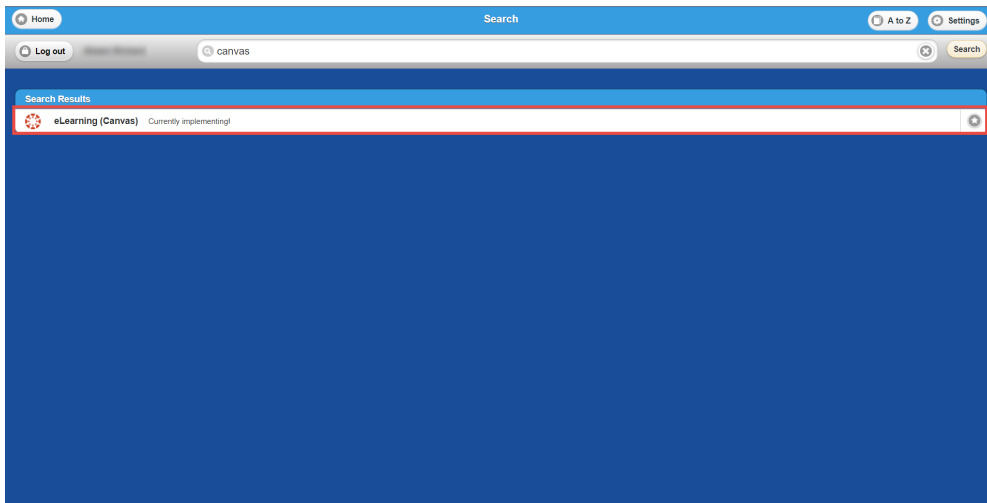 Home
Search
A to Z
Settings
Log out
canvas
Search
Search Results
eLearning (Canvas) Currently implementing!